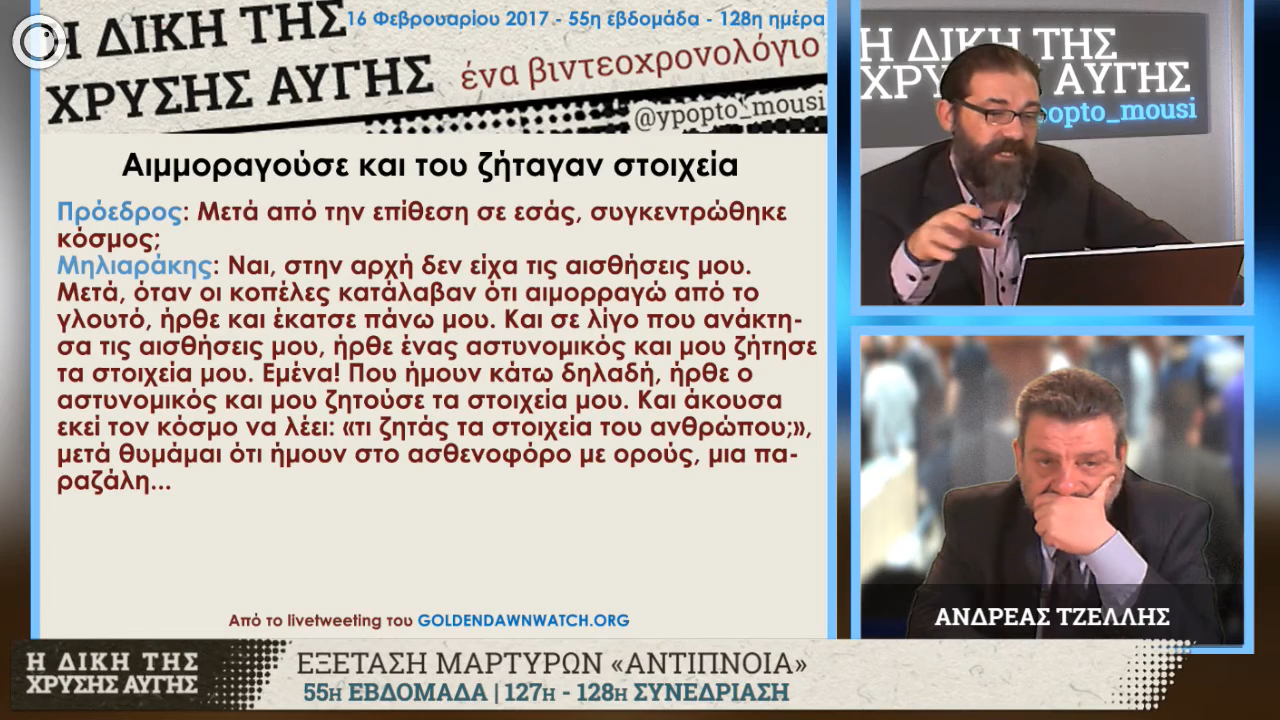 Η ΔΙΚΗ ΤΗΣ
ΧΡΥΣΗΣ ΑΥΓΗΣ
16 Φεβρουαρίου 2017 - 55η εβδομάδα - 128η ημέρα
ένα βιντεοχρονολόγιο
@ypopto_mousi
Αιμμοραγούσε και του ζήταγαν στοιχεία
Πρόεδρος: Μετά από την επίθεση σε εσάς, συγκεντρώθηκε
κόσμος;
Μηλιαράκης: Ναι, στην αρχή δεν είχα τις αισθήσεις μου.
Μετά, όταν οι κοπέλες κατάλαβαν ότι αιμορραγώ από το
γλουτό, ήρθε και έκατσε πάνω μου. Και σε λίγο που ανάκτη-
σα τις αισθήσεις μου, ήρθε ένας αστυνομικός και μου ζήτησε
τα στοιχεία μου. Εμένα! Που ήμουν κάτω δηλαδή, ήρθε ο
αστυνομικός και μου ζητούσε τα στοιχεία μου. Και άκουσα
εκεί τον κόσμο να λέει: «τι ζητάς τα στοιχεία του ανθρώπου;»,
μετά θυμάμαι ότι ήμουν στο ασθενοφόρο με ορούς, μια πα-
ραζάλη...
Από το livetweeting του GOLDENDAWNWATCH.ORG
Η ΔΙΚΗ ΤΗΣ
ΧΡΥ ΑΥΓΗΣ
opto_mousi
ΑΝΔΡΕΑΣ ΤΖΕΛΛΗΣ
Η ΔΙΚΗ ΤΗΣ
ΧΡΥΣΗΣ ΑΥΓΗΣ
ΕΞΕΤΑΣΗ ΜΑΡΤΥΡΩΝ «ΑΝΤΙΠΝΟΙΑ»
55Η ΕΒΔΟΜΑΔΑ | 127Η - 128Η ΣΥΝΕΔΡΙΑΣΗ